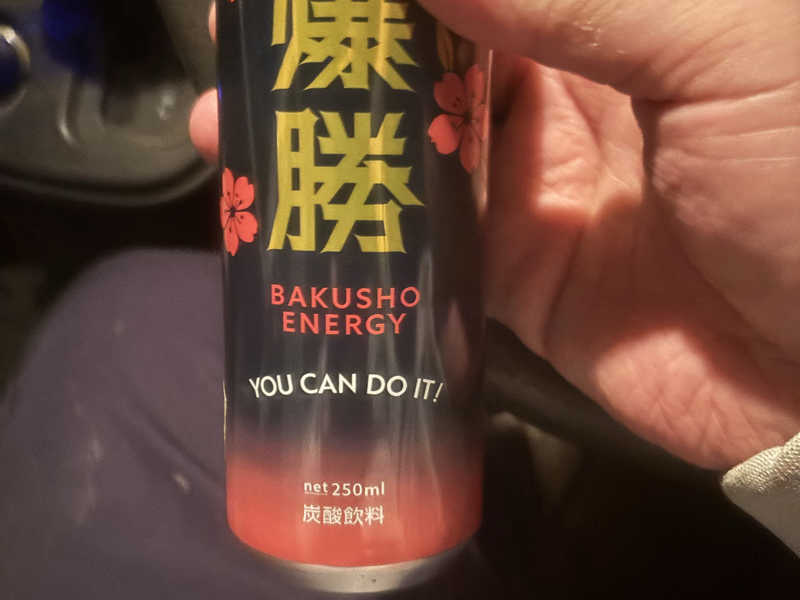 爆
勝
BAKUSHO
ENERGY
YOU CAN DO IT!
net 250ml
炭酸飲料